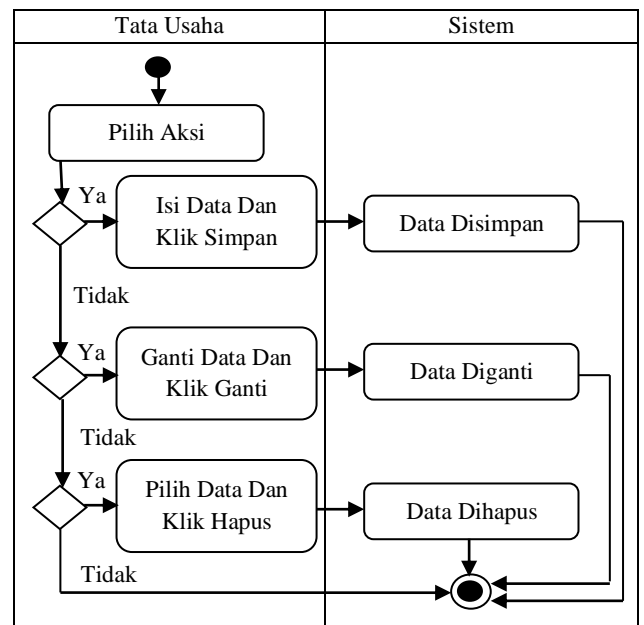 Tata Usaha
Sistem
Pilih Aksi
Ya
Isi Data Dan
Klik Simpan
Data Disimpan
Tidak
Ya
Ganti Data Dan
Klik Ganti
Data Diganti
Tidak
Ya
Pilih Data Dan
Klik Hapus
Data Dihapus
Tidak